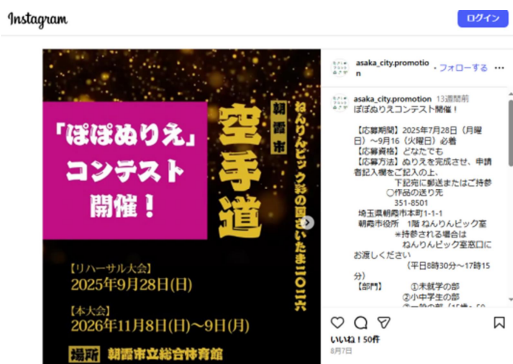 Instagram
ログイン
「ぽぽぬりえ」
コンテスト
開催！
朝霞市
空手道
ねんりんピック彩の国さいたま二〇二六
【リハーサル大会】
2025年9月28日(日)
【本大会】
2026年11月8日(日)～9日(月)
場所 朝霞市立総合体育館
asaka_city.promotio
n
• フォローする
asaka_city.promotion 13週間前
ぽぽぬりえコンテスト開催！
【応募期間】2025年7月28日（月曜
日）～9月16（火曜日）必着
【応募資格】どなたでも
【応募方法】ぬりえを完成させ、申請
者記入欄をご記入の上、
下記宛に郵送またはご持参
〇作品の送り先
351-8501
埼玉県朝霞市本町1-1-1
朝霞市役所　1階 ねんりんピック室
※持参される場合は
ねんりんピック室窓口に
お渡しください
（平日8時30分～17時15
分）
【部門】　①未就学の部
②小中学生の部
いいね！50件
8月7日